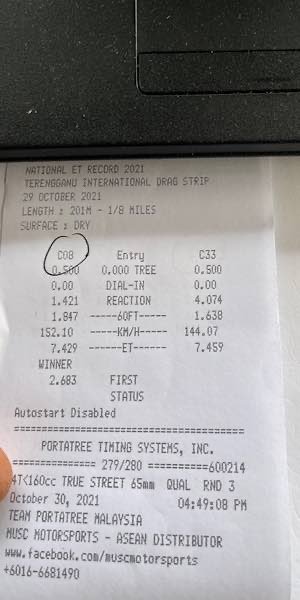 NATIONAL ET RECORD 2021
TERENGGANU INTERNATIONAL DRAG STRIP
29 OCTOBER 2021
LENGTH : 201M - 1/8 MILES
SURFACE : DRY
C08 Entry C33
0.500 0.000 TREE 0.500
0.00 DIAL-IN 0.00
1.421 REACTION 4.074
1.847 -----60FT----- 1.638
152.10 -----KM/H----- 144.07
7.429 ------ET------ 7.459
WINNER
2.683 FIRST
STATUS
Autostart Disabled
========================================
PORTATREE TIMING SYSTEMS, INC.
============== 279/280 ==========600214
4T<160cc TRUE STREET 65mm QUAL RND 3
October 30, 2021 04:49:08 PM
TEAM PORTATREE MALAYSIA
MUSC MOTORSPORTS - ASEAN DISTRIBUTOR
www.facebook.com/muscmotorsports
+6016-6681490